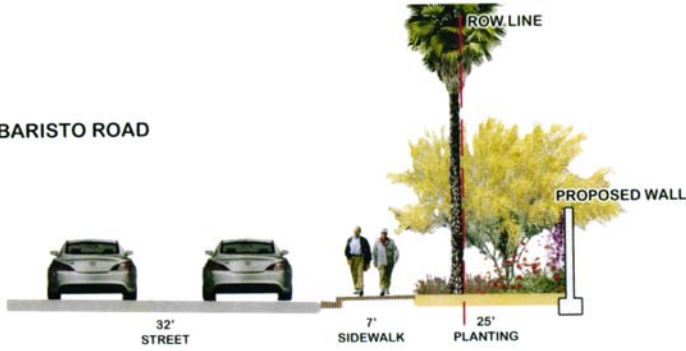 ROW LINE
BARISTO ROAD
PROPOSED WALL
32'
STREET
7'
SIDEWALK
25'
PLANTING